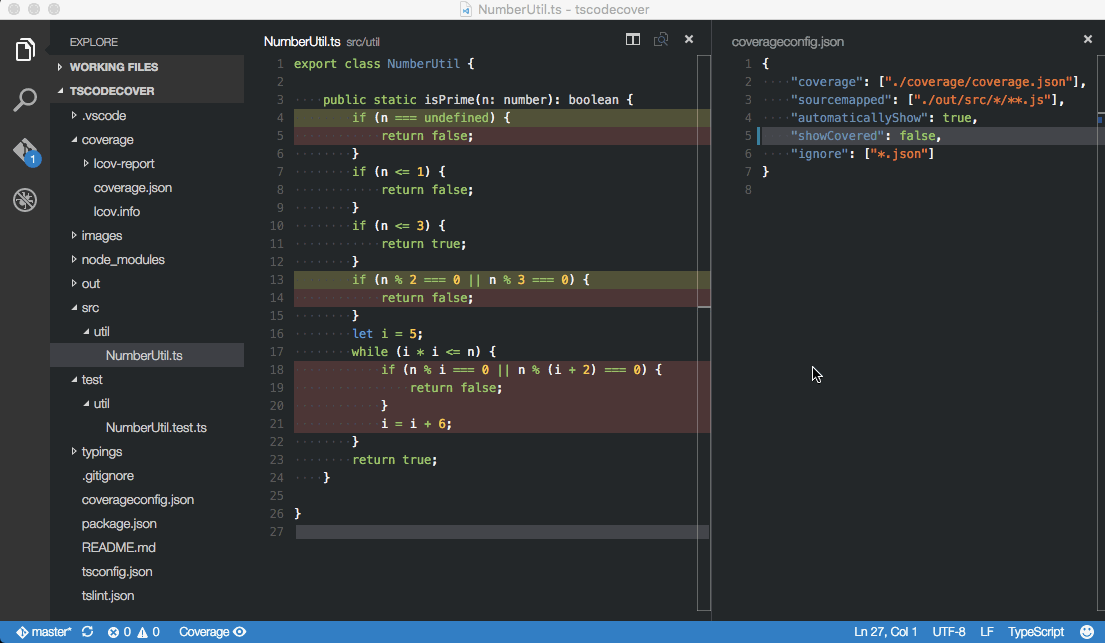 NumberUtil.ts - tscodecover
EXPLORE
WORKING FILES
TSCODECOVER
.vscode
coverage
lcov-report
coverage.json
lcov.info
images
node_modules
out
src
util
NumberUtil.ts
test
util
NumberUtil.test.ts
typings
.gitignore
coverageconfig.json
package.json
README.md
tsconfig.json
tslint.json
1
NumberUtil.ts src/util
1 export class NumberUtil {
2
3 public static isPrime(n: number): boolean {
4 if (n === undefined) {
5 return false;
6 }
7 if (n <= 1) {
8 return false;
9 }
10 if (n <= 3) {
11 return true;
12 }
13 if (n % 2 === 0 || n % 3 === 0) {
14 return false;
15 }
16 let i = 5;
17 while (i * i <= n) {
18 if (n % i === 0 || n % (i + 2) === 0) {
19 return false;
20 }
21 i = i + 6;
22 }
23 return true;
24 }
25
26 }
27
coverageconfig.json
1 {
2 "coverage": ["./coverage/coverage.json"],
3 "sourcemapped": ["./out/src/*/**.js"],
4 "automaticallyShow": true,
5 "showCovered": false,
6 "ignore": ["*.json"]
7 }
8
master* 0 0 Coverage Ln 27, Col 1 UTF-8 LF TypeScript